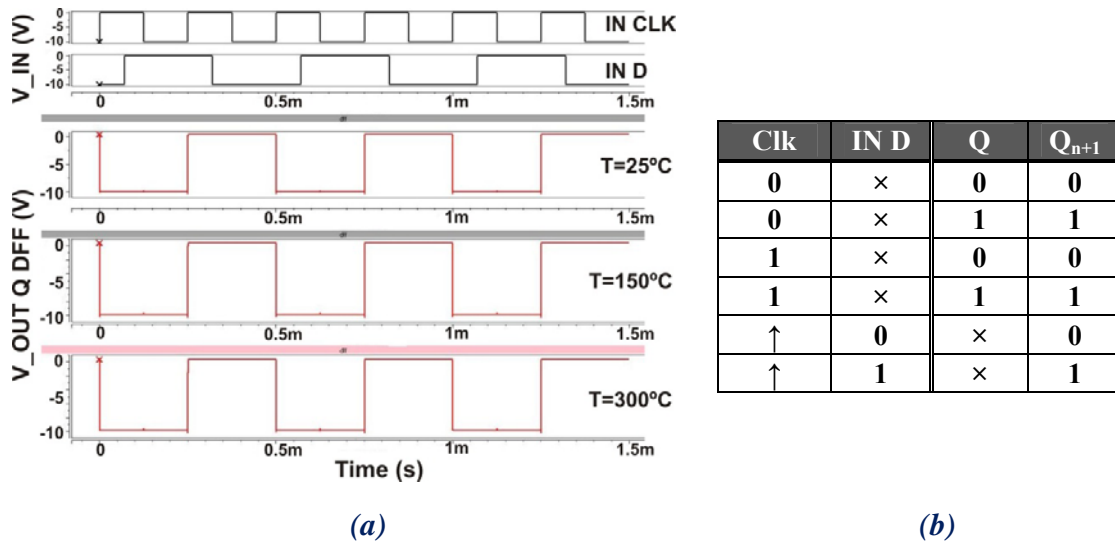 V_IN (V)
0
-5
-10
IN CLK
0
-5
-10
IN D
0
0.5m
1m
1.5m
V_OUT Q DFF (V)
0
-5
-10
T=25ºC
0
0.5m
1m
1.5m
0
-5
-10
T=150ºC
0
0.5m
1m
1.5m
0
-5
-10
T=300ºC
0
0.5m
1m
1.5m
Time (s)
(a)
Clk IN D Q Qn+1
0 × 0 0
0 × 1 1
1 × 0 0
1 × 1 1
↑ 0 × 0
↑ 1 × 1
(b)